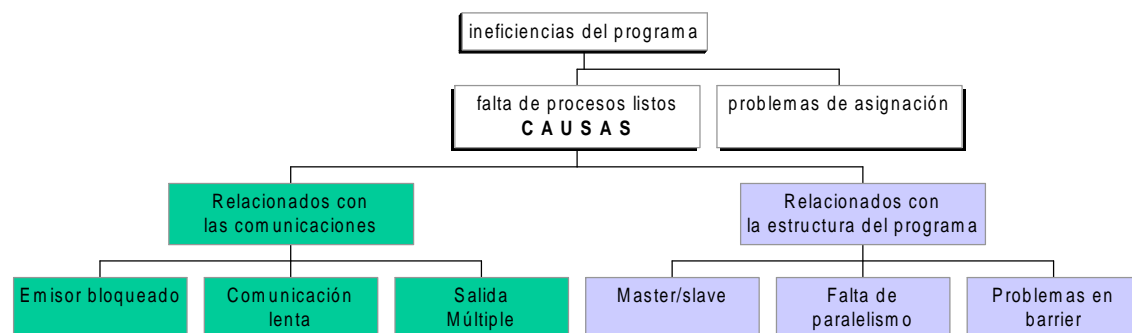 ineficiencias del programa
falta de procesos listos
CAUSAS
problemas de asignación
Relacionados con
las comunicaciones
Relacionados con
la estructura del programa
Emisor bloqueado
Comunicación
lenta
Salida
Múltiple
Master/slave
Falta de
paralelismo
Problemas en
barrier